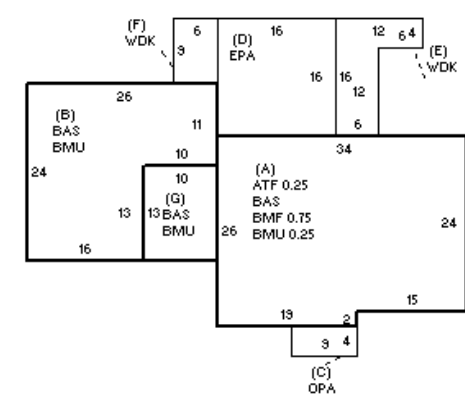 (F)
WDK
6
9
16
(D)
EPA
16
16
12
6 4
(E)
WDK
12
6
26
(B)
BAS
BMU
11
24
10
10
(G)
13
13 BAS
BMU
16
34
(A)
ATF 0.25
BAS
BMF 0.75
BMU 0.25
26
24
15
19
2
9
4
(C)
OPA